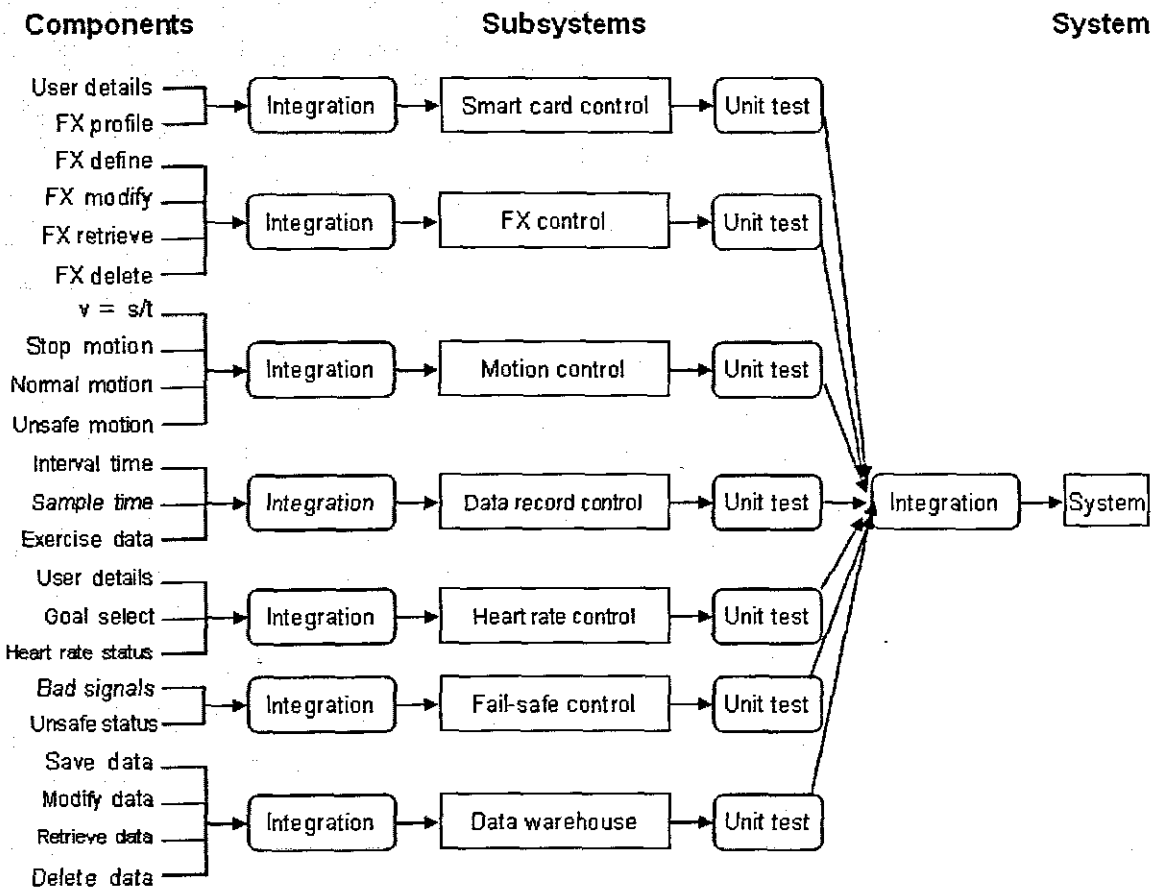 Components Subsystems System
User details
FX profile
Integration Smart card control Unit test
FX define
FX modify
FX retrieve
FX delete
Integration FX control Unit test
v = s/t
Stop motion
Normal motion
Unsafe motion
Integration Motion control Unit test
Interval time
Sample time
Exercise data
Integration Data record control Unit test Integration System
User details
Goal select
Heart rate status
Integration Heart rate control Unit test
Bad signals
Unsafe status
Integration Fail-safe control Unit test
Save data
Modify data
Retrieve data
Delete data
Integration Data warehouse Unit test